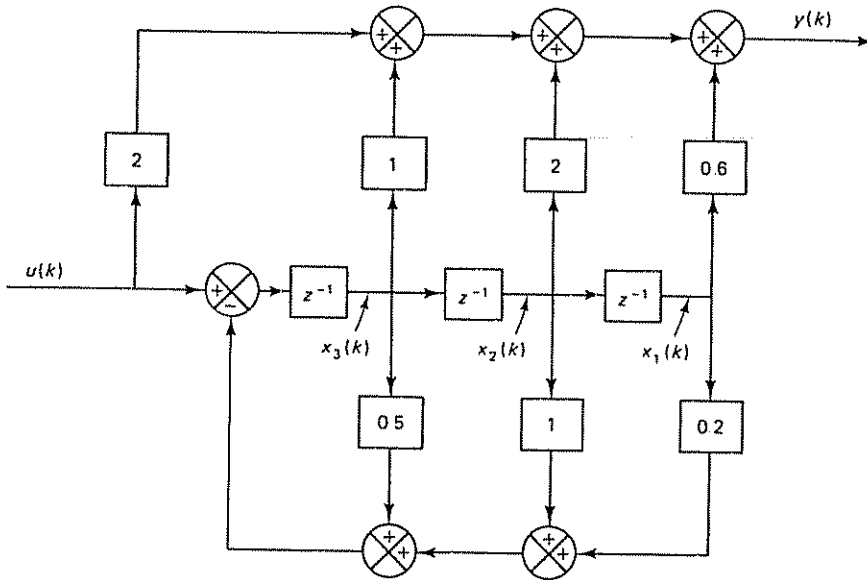 y(k)
+ +
+ +
+ +
2
1
2
0.6
u(k)
+ −
z⁻¹
z⁻¹
z⁻¹
x₃(k)
x₂(k)
x₁(k)
0.5
1
0.2
+ +
+ +